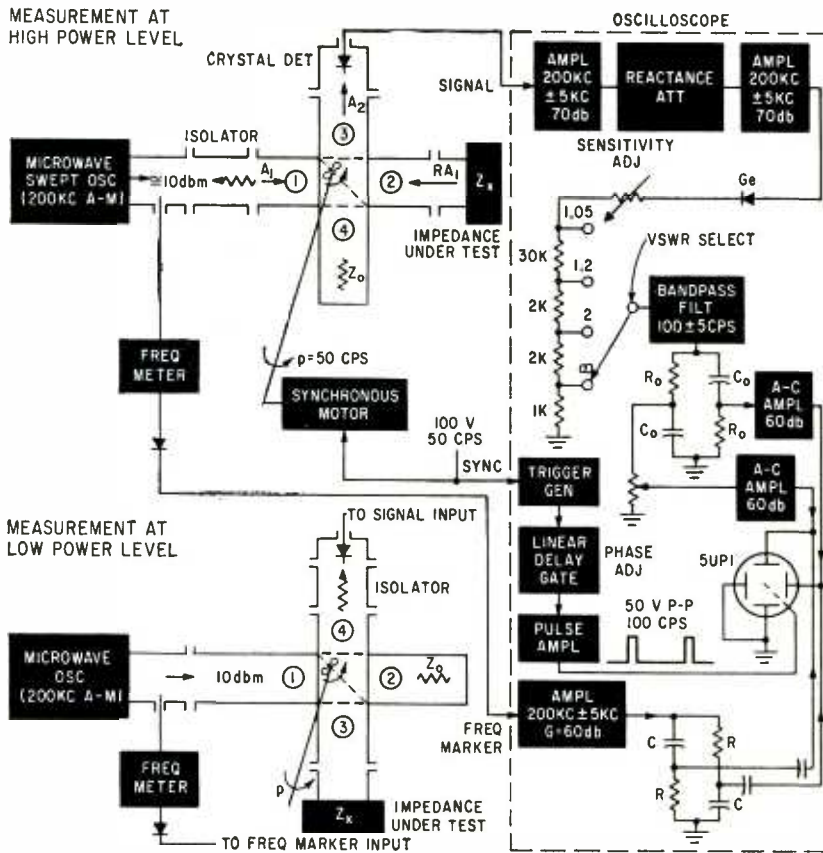 MEASUREMENT AT
HIGH POWER LEVEL
CRYSTAL DET
A2
3
ISOLATOR
MICROWAVE
SWEPT OSC
(200KC A-M)
≅ 10dbm
A1
1
2
RA1
Zx
4
Zo
IMPEDANCE
UNDER TEST
FREQ
METER
p=50 CPS
SYNCHRONOUS
MOTOR
100 V
50 CPS
SYNC
OSCILLOSCOPE
SIGNAL
AMPL
200KC
±5KC
70db
REACTANCE
ATT
AMPL
200KC
±5KC
70db
SENSITIVITY
ADJ
Ge
1.05
30K
1.2
2K
2
2K
1K
VSWR SELECT
BANDPASS
FILT
100±5CPS
Ro
Co
Co
Ro
A-C
AMPL
60db
A-C
AMPL
60db
TRIGGER
GEN
LINEAR
DELAY
GATE
PHASE
ADJ
PULSE
AMPL
50 V P-P
100 CPS
5UP1
FREQ
MARKER
AMPL
200KC±5KC
G=60db
C
R
R
C
MEASUREMENT AT
LOW POWER LEVEL
TO SIGNAL INPUT
ISOLATOR
4
MICROWAVE
OSC
(200KC A-M)
10dbm
1
2
Zo
3
FREQ
METER
p
Zx
IMPEDANCE
UNDER TEST
TO FREQ MARKER INPUT